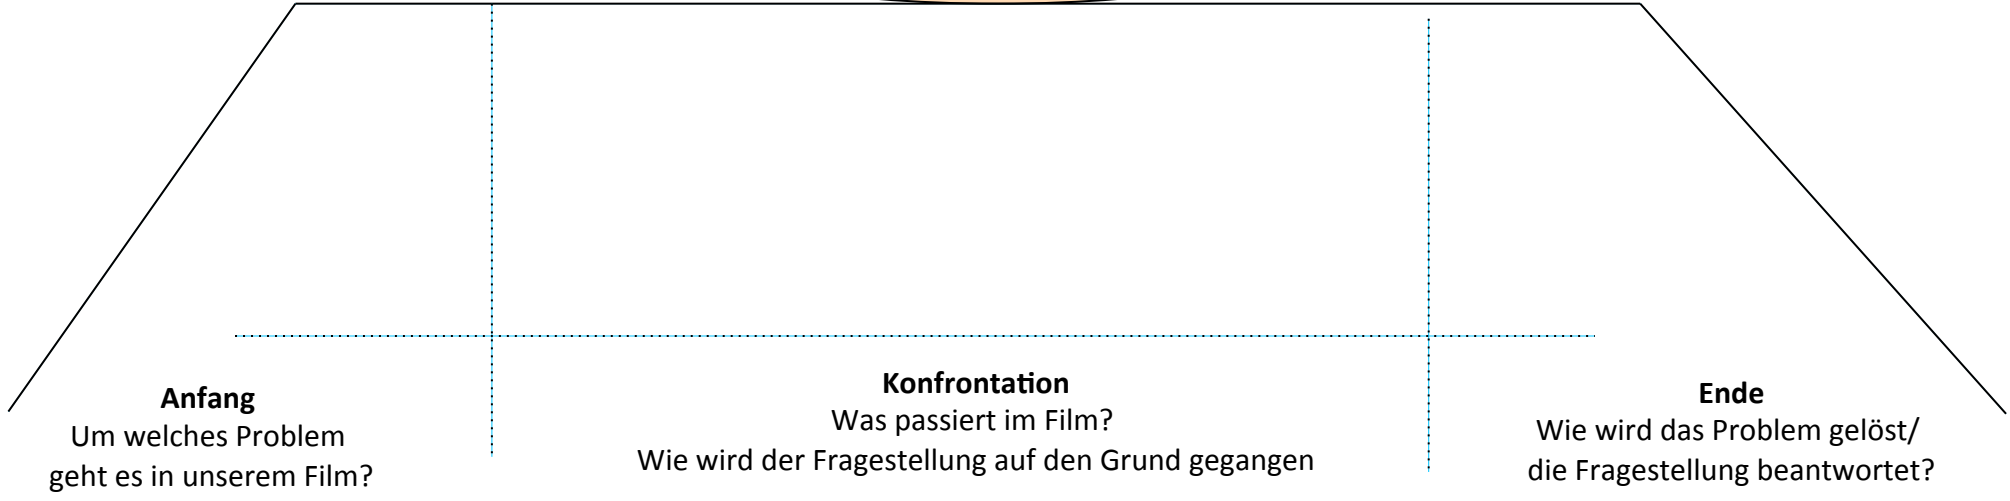 Anfang
Um welches Problem
geht es in unserem Film?
Konfrontation
Was passiert im Film?
Wie wird der Fragestellung auf den Grund gegangen
Ende
Wie wird das Problem gelöst/
die Fragestellung beantwortet?